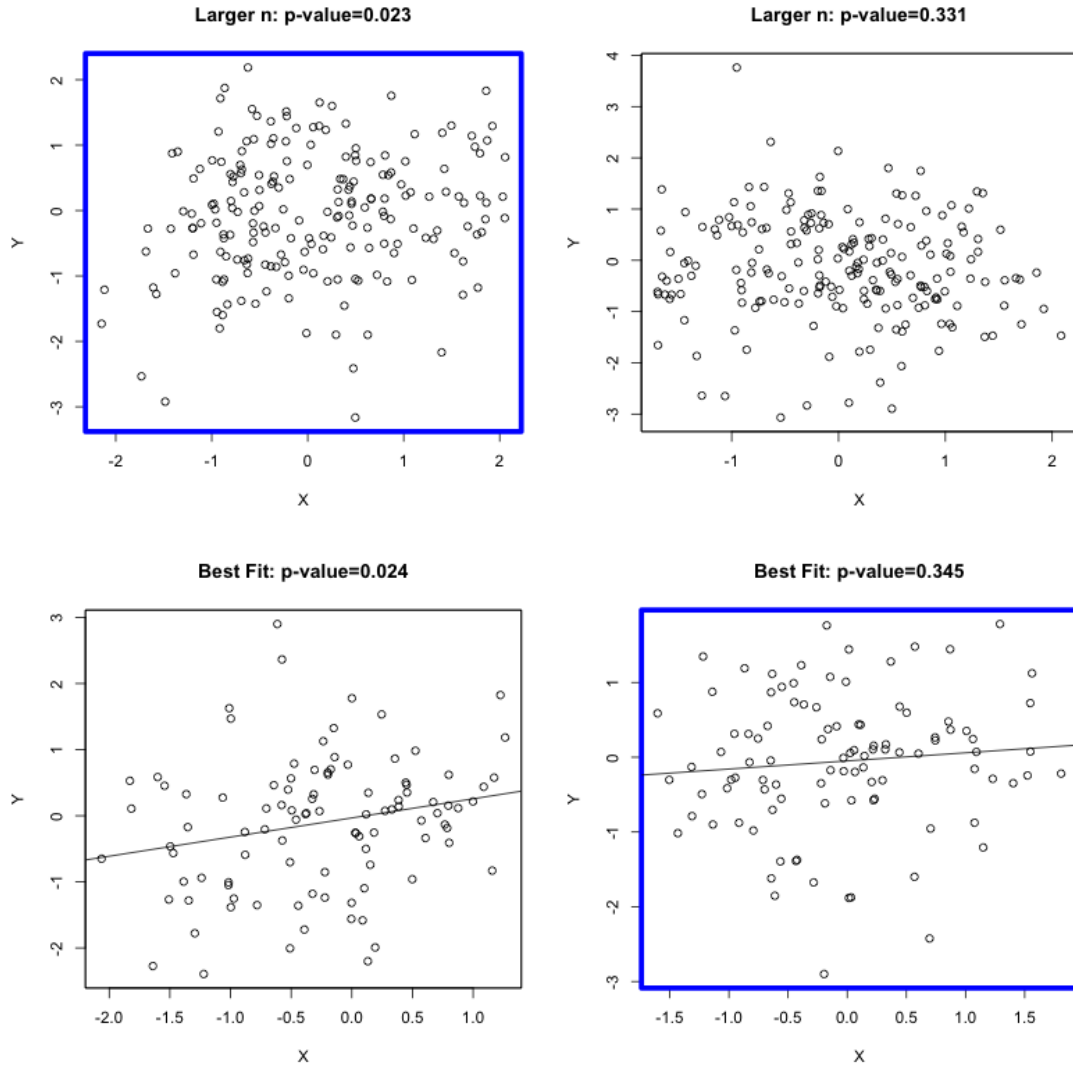 Larger n: p-value=0.023
Y
2
1
0
-1
-2
-3
-2 -1 0 1 2
X
Larger n: p-value=0.331
Y
4
3
2
1
0
-1
-2
-3
-1 0 1 2
X
Best Fit: p-value=0.024
Y
3
2
1
0
-1
-2
-2.0 -1.5 -1.0 -0.5 0.0 0.5 1.0
X
Best Fit: p-value=0.345
Y
1
0
-1
-2
-3
-1.5 -1.0 -0.5 0.0 0.5 1.0 1.5
X